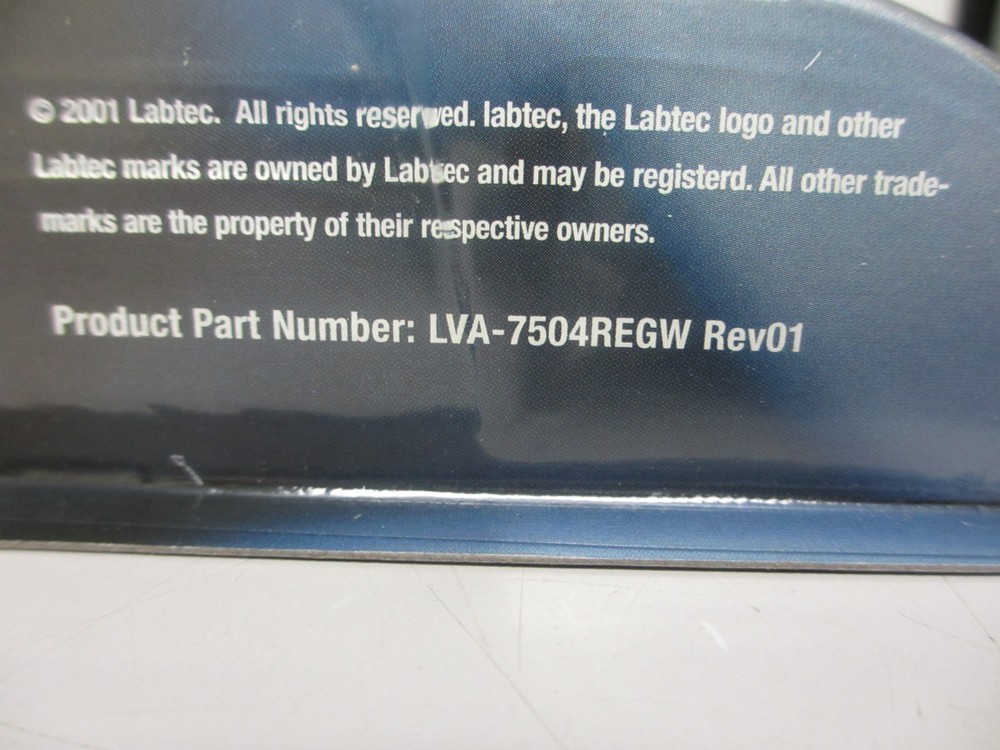 © 2001 Labtec. All rights reserved. labtec, the Labtec logo and other
Labtec marks are owned by Labtec and may be registerd. All other trade-
marks are the property of their respective owners.
Product Part Number: LVA-7504REGW Rev01